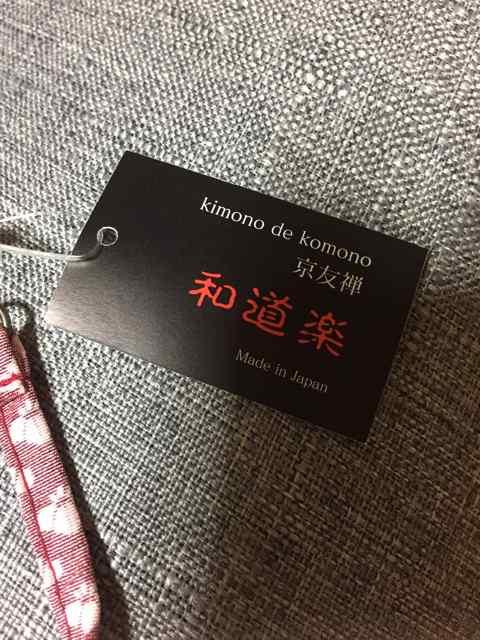 kimono de komono
京友禅
和道楽
Made in Japan